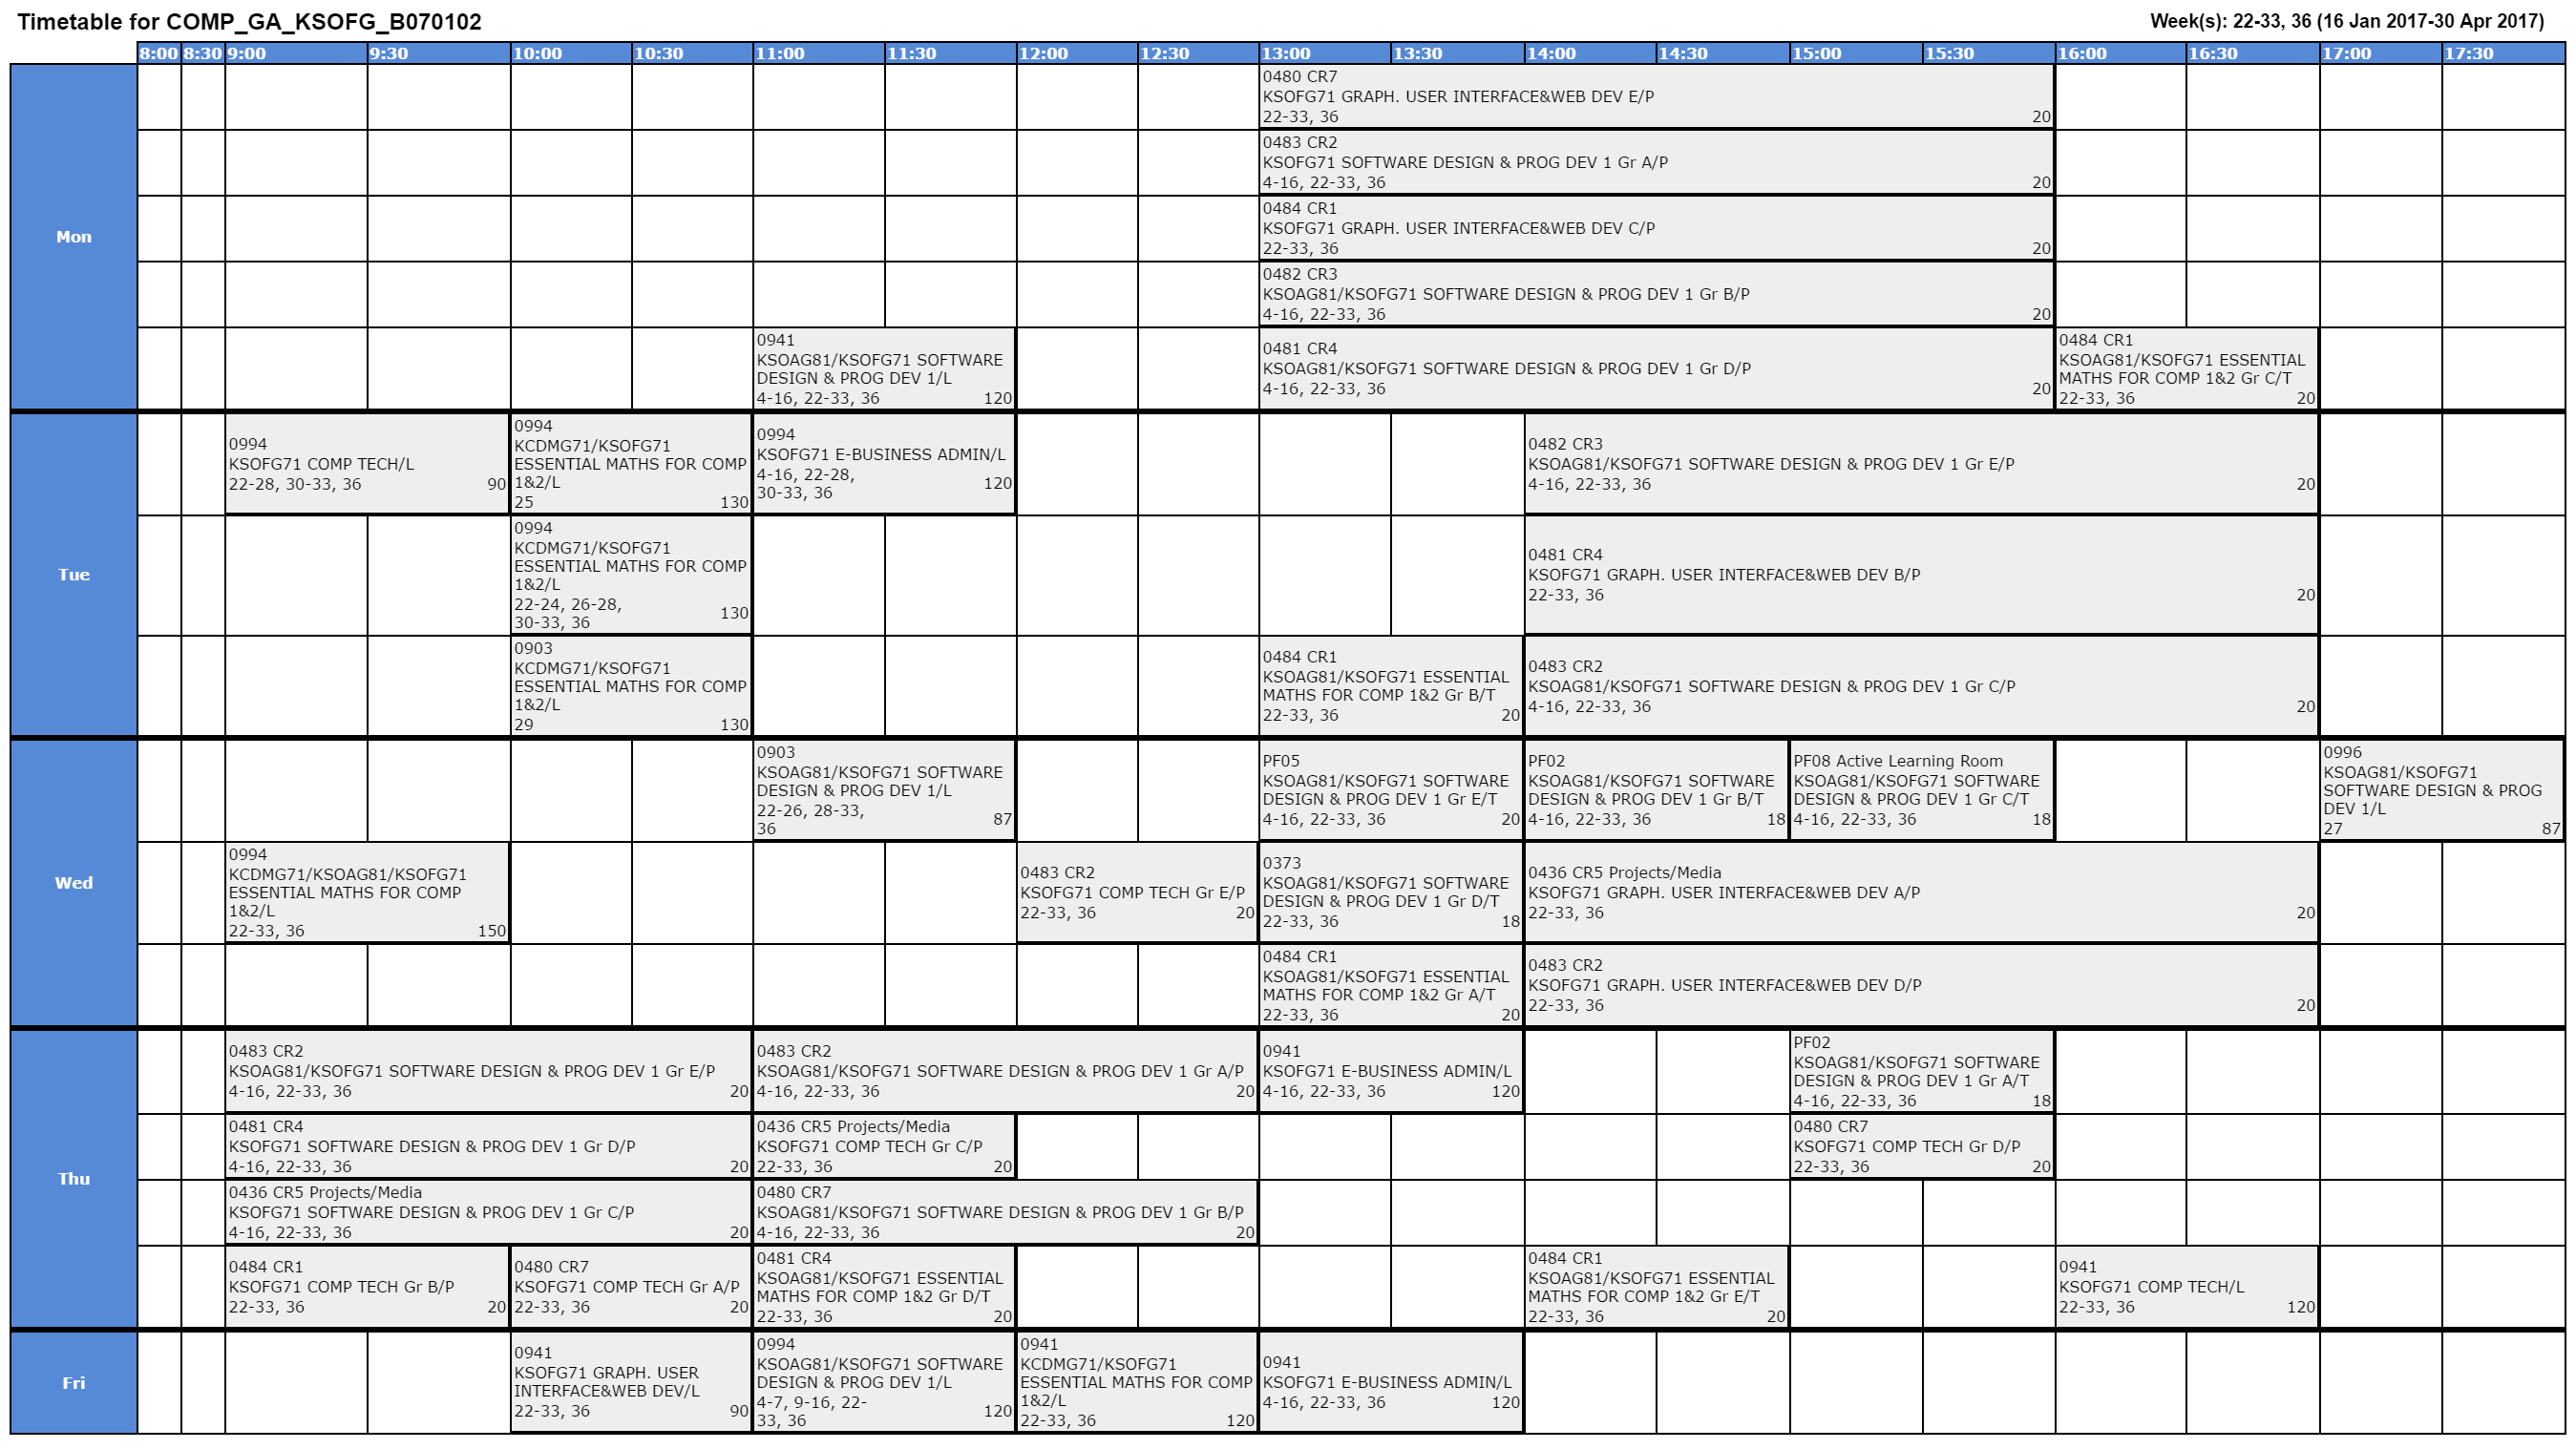 Timetable for COMP_GA_KSOFG_B070102
Week(s): 22-33, 36 (16 Jan 2017-30 Apr 2017)
8:00 8:30 9:00 9:30 10:00 10:30 11:00 11:30 12:00 12:30 13:00 13:30 14:00 14:30 15:00 15:30 16:00 16:30 17:00 17:30
Mon
0480 CR7
KSOFG71 GRAPH. USER INTERFACE&WEB DEV E/P
22-33, 36 20
0483 CR2
KSOFG71 SOFTWARE DESIGN & PROG DEV 1 Gr A/P
4-16, 22-33, 36 20
0484 CR1
KSOFG71 GRAPH. USER INTERFACE&WEB DEV C/P
22-33, 36 20
0482 CR3
KSOAG81/KSOFG71 SOFTWARE DESIGN & PROG DEV 1 Gr B/P
4-16, 22-33, 36 20
0941
KSOAG81/KSOFG71 SOFTWARE
DESIGN & PROG DEV 1/L
4-16, 22-33, 36 120
0481 CR4
KSOAG81/KSOFG71 SOFTWARE DESIGN & PROG DEV 1 Gr D/P
4-16, 22-33, 36 20
0484 CR1
KSOAG81/KSOFG71 ESSENTIAL
MATHS FOR COMP 1&2 Gr C/T
22-33, 36 20
Tue
0994
KSOFG71 COMP TECH/L
22-28, 30-33, 36 90
0994
KCDMG71/KSOFG71
ESSENTIAL MATHS FOR COMP
1&2/L
25 130
0994
KSOFG71 E-BUSINESS ADMIN/L
4-16, 22-28,
30-33, 36 120
0482 CR3
KSOAG81/KSOFG71 SOFTWARE DESIGN & PROG DEV 1 Gr E/P
4-16, 22-33, 36 20
0994
KCDMG71/KSOFG71
ESSENTIAL MATHS FOR COMP
1&2/L
22-24, 26-28,
30-33, 36 130
0481 CR4
KSOFG71 GRAPH. USER INTERFACE&WEB DEV B/P
22-33, 36 20
0903
KCDMG71/KSOFG71
ESSENTIAL MATHS FOR COMP
1&2/L
29 130
0484 CR1
KSOAG81/KSOFG71 ESSENTIAL
MATHS FOR COMP 1&2 Gr B/T
22-33, 36 20
0483 CR2
KSOAG81/KSOFG71 SOFTWARE DESIGN & PROG DEV 1 Gr C/P
4-16, 22-33, 36 20
Wed
0903
KSOAG81/KSOFG71 SOFTWARE
DESIGN & PROG DEV 1/L
22-26, 28-33,
36 87
PF05
KSOAG81/KSOFG71 SOFTWARE
DESIGN & PROG DEV 1 Gr E/T
4-16, 22-33, 36 20
PF02
KSOAG81/KSOFG71 SOFTWARE
DESIGN & PROG DEV 1 Gr B/T
4-16, 22-33, 36 18
PF08 Active Learning Room
KSOAG81/KSOFG71 SOFTWARE
DESIGN & PROG DEV 1 Gr C/T
4-16, 22-33, 36 18
0996
KSOAG81/KSOFG71
SOFTWARE DESIGN & PROG
DEV 1/L
27 87
0994
KCDMG71/KSOAG81/KSOFG71
ESSENTIAL MATHS FOR COMP
1&2/L
22-33, 36 150
0483 CR2
KSOFG71 COMP TECH Gr E/P
22-33, 36 20
0373
KSOAG81/KSOFG71 SOFTWARE
DESIGN & PROG DEV 1 Gr D/T
22-33, 36 18
0436 CR5 Projects/Media
KSOFG71 GRAPH. USER INTERFACE&WEB DEV A/P
22-33, 36 20
0484 CR1
KSOAG81/KSOFG71 ESSENTIAL
MATHS FOR COMP 1&2 Gr A/T
22-33, 36 20
0483 CR2
KSOFG71 GRAPH. USER INTERFACE&WEB DEV D/P
22-33, 36 20
Thu
0483 CR2
KSOAG81/KSOFG71 SOFTWARE DESIGN & PROG DEV 1 Gr E/P
4-16, 22-33, 36 20
0483 CR2
KSOAG81/KSOFG71 SOFTWARE DESIGN & PROG DEV 1 Gr A/P
4-16, 22-33, 36 20
0941
KSOFG71 E-BUSINESS ADMIN/L
4-16, 22-33, 36 120
PF02
KSOAG81/KSOFG71 SOFTWARE
DESIGN & PROG DEV 1 Gr A/T
4-16, 22-33, 36 18
0481 CR4
KSOFG71 SOFTWARE DESIGN & PROG DEV 1 Gr D/P
4-16, 22-33, 36 20
0436 CR5 Projects/Media
KSOFG71 COMP TECH Gr C/P
22-33, 36 20
0480 CR7
KSOFG71 COMP TECH Gr D/P
22-33, 36 20
0436 CR5 Projects/Media
KSOFG71 SOFTWARE DESIGN & PROG DEV 1 Gr C/P
4-16, 22-33, 36 20
0480 CR7
KSOAG81/KSOFG71 SOFTWARE DESIGN & PROG DEV 1 Gr B/P
4-16, 22-33, 36 20
0484 CR1
KSOFG71 COMP TECH Gr B/P
22-33, 36 20
0480 CR7
KSOFG71 COMP TECH Gr A/P
22-33, 36 20
0481 CR4
KSOAG81/KSOFG71 ESSENTIAL
MATHS FOR COMP 1&2 Gr D/T
22-33, 36 20
0484 CR1
KSOAG81/KSOFG71 ESSENTIAL
MATHS FOR COMP 1&2 Gr E/T
22-33, 36 20
0941
KSOFG71 COMP TECH/L
22-33, 36 120
Fri
0941
KSOFG71 GRAPH. USER
INTERFACE&WEB DEV/L
22-33, 36 90
0994
KSOAG81/KSOFG71 SOFTWARE
DESIGN & PROG DEV 1/L
4-7, 9-16, 22-
33, 36 120
0941
KCDMG71/KSOFG71
ESSENTIAL MATHS FOR COMP
1&2/L
22-33, 36 120
0941
KSOFG71 E-BUSINESS ADMIN/L
4-16, 22-33, 36 120